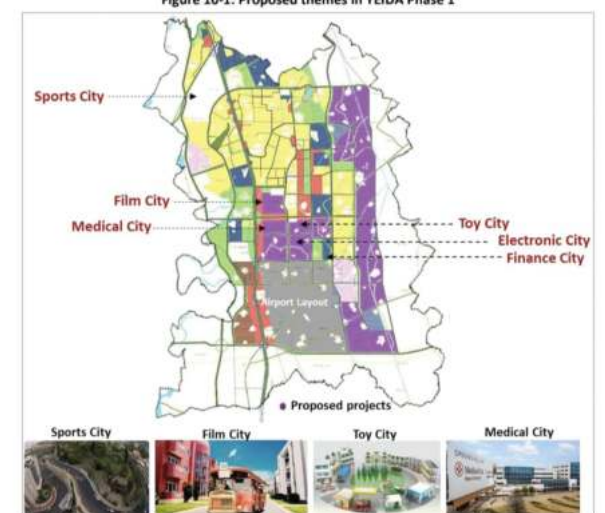 Figure 10-1: Proposed themes in YEIDA Phase 1
Sports City
Film City
Medical City
Toy City
Electronic City
Finance City
Airport Layout
Proposed projects
Sports City
Film City
Toy City
Medical City